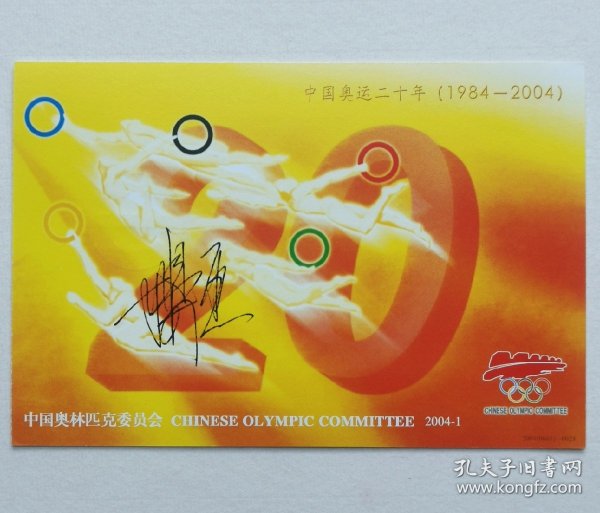 中国奥运二十年（1984—2004）
20
中国奥林匹克委员会 CHINESE OLYMPIC COMMITTEE 2004-1
CHINESE OLYMPIC COMMITTEE
孔夫子旧书网
www.kongfz.com